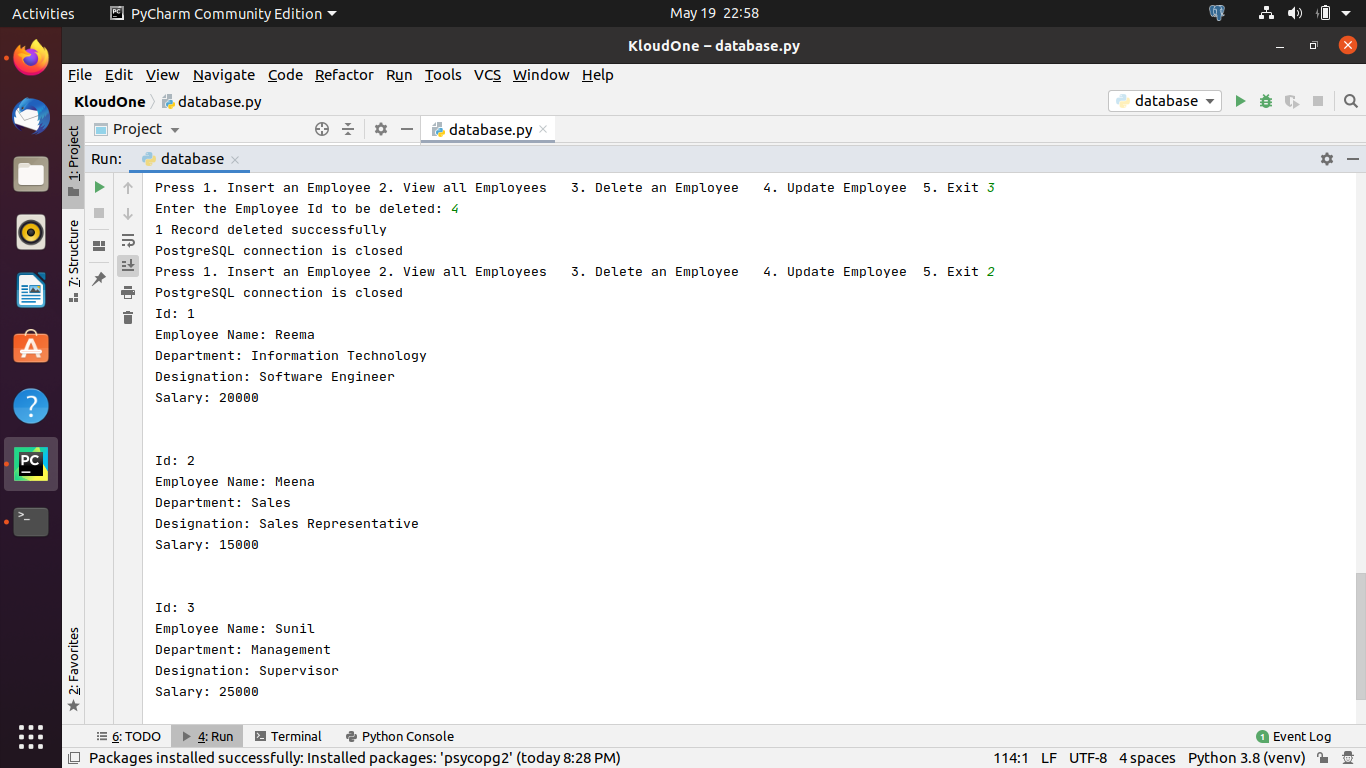 Activities PyCharm Community Edition May 19 22:58
KloudOne – database.py
File Edit View Navigate Code Refactor Run Tools VCS Window Help
KloudOne database.py database
Project database.py
1: Project
Run: database
Press 1. Insert an Employee 2. View all Employees 3. Delete an Employee 4. Update Employee 5. Exit 3
Enter the Employee Id to be deleted: 4
1 Record deleted successfully
PostgreSQL connection is closed
Press 1. Insert an Employee 2. View all Employees 3. Delete an Employee 4. Update Employee 5. Exit 2
PostgreSQL connection is closed
Id: 1
Employee Name: Reema
Department: Information Technology
Designation: Software Engineer
Salary: 20000
Id: 2
Employee Name: Meena
Department: Sales
Designation: Sales Representative
Salary: 15000
Id: 3
Employee Name: Sunil
Department: Management
Designation: Supervisor
Salary: 25000
7: Structure
2: Favorites
PC
6: TODO 4: Run Terminal Python Console 1 Event Log
Packages installed successfully: Installed packages: 'psycopg2' (today 8:28 PM) 114:1 LF UTF-8 4 spaces Python 3.8 (venv)